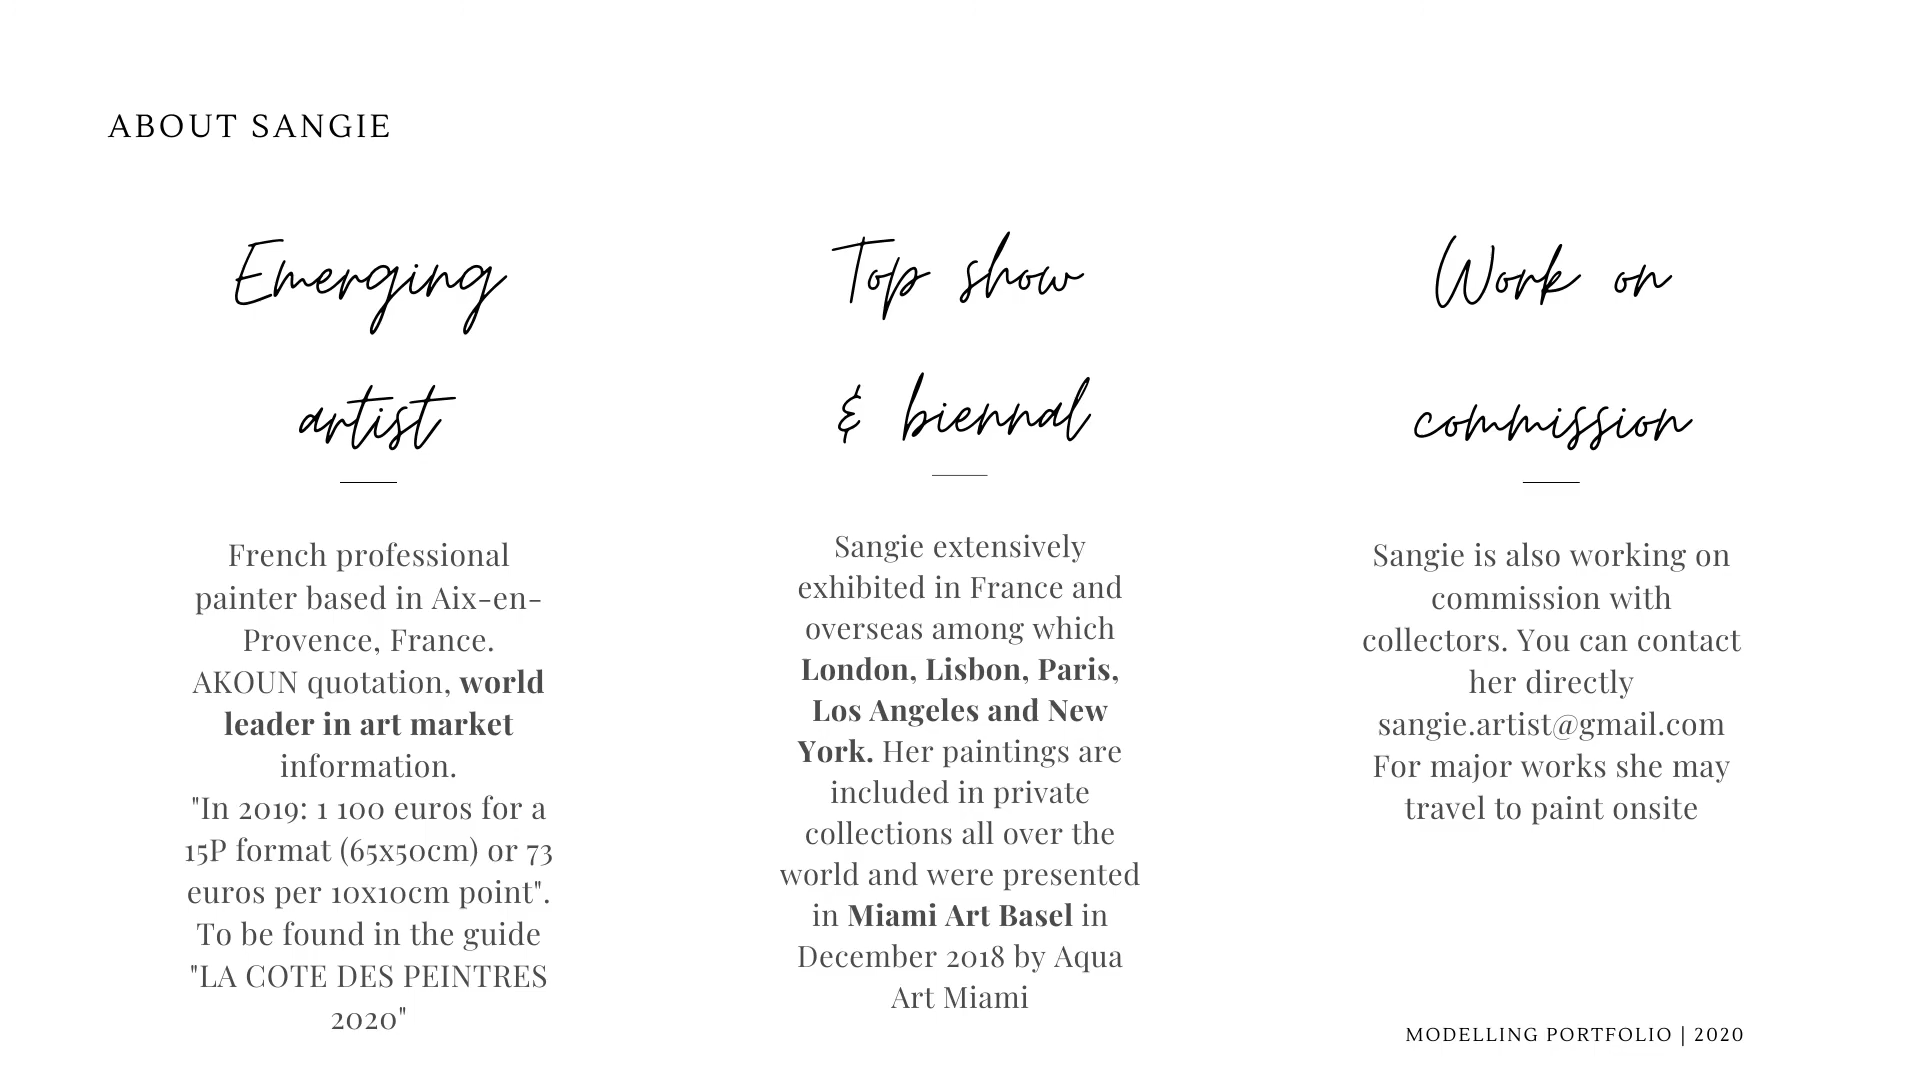 ABOUT SANGIE
Emerging
artist
French professional
painter based in Aix-en-
Provence, France.
AKOUN quotation, world
leader in art market
information.
"In 2019: 1 100 euros for a
15P format (65x50cm) or 73
euros per 10x10cm point".
To be found in the guide
"LA COTE DES PEINTRES
2020"
Top show
& biennal
Sangie extensively
exhibited in France and
overseas among which
London, Lisbon, Paris,
Los Angeles and New
York. Her paintings are
included in private
collections all over the
world and were presented
in Miami Art Basel in
December 2018 by Aqua
Art Miami
Work on
commission
Sangie is also working on
commission with
collectors. You can contact
her directly
sangie.artist@gmail.com
For major works she may
travel to paint onsite
MODELLING PORTFOLIO | 2020